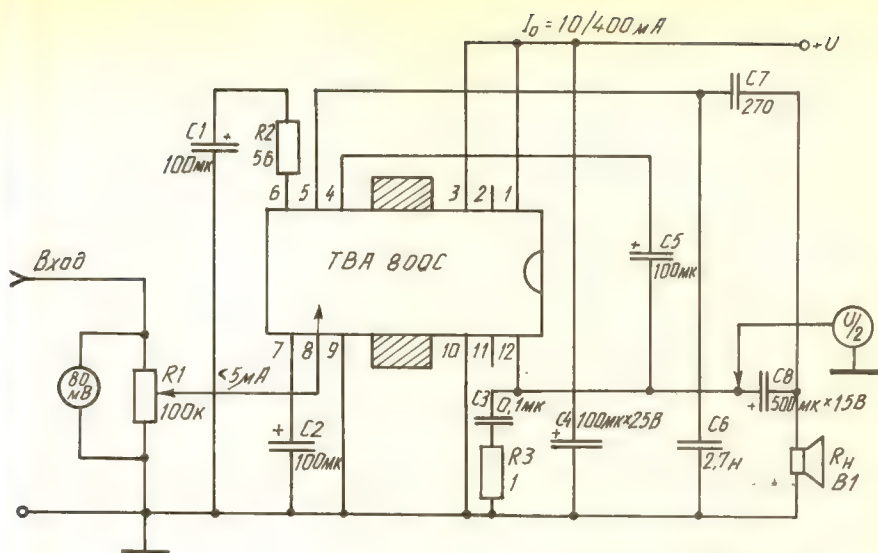 I₀ = 10/400мА
+U
C7
270
C1
+
100мк
R2
56
6
5
4
3
2
1
Вход
TBA 800C
+
C5
100мк
U/2
7
8
9
10
11
12
80
мВ
R1
100к
<5мА
C3
0,1мк
C8
+
500мк×15В
+
C2
100мк
+
C4 100мк×25В
C6
2,7н
R3
1
Rн
B1